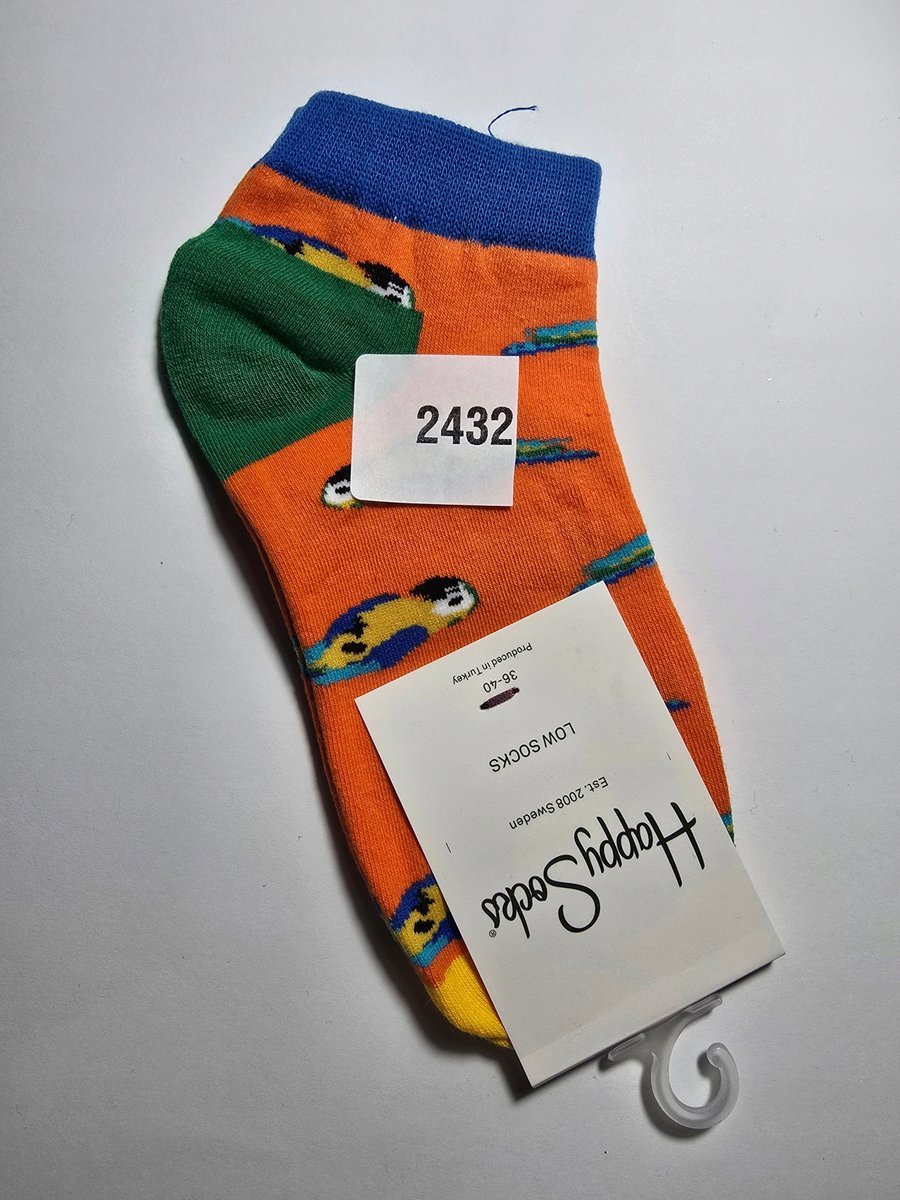 2432
Happy Socks®
Est. 2008 Sweden
LOW SOCKS
36-40
Produced in Turkey